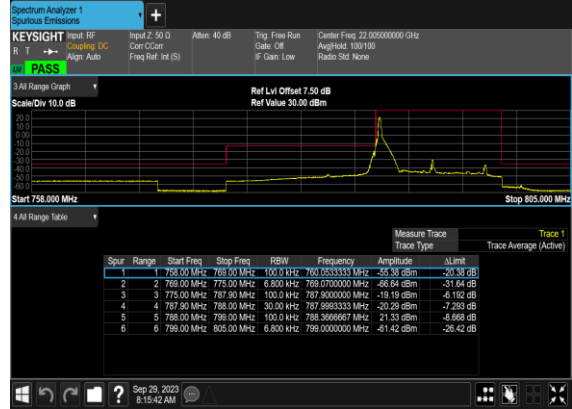 Spectrum Analyzer 1
Spurious Emissions
KEYSIGHT Input: RF Input Z: 50 Ω Atten: 40 dB Trig: Free Run Center Freq: 22.005000000 GHz
R T Coupling: DC Corr CCorr Gate: Off Avg|Hold: 100/100
Align: Auto Freq Ref: Int (S) IF Gain: Low Radio Std: None
LXI PASS
3 All Range Graph
Ref Lvl Offset 7.50 dB
Scale/Div 10.0 dB Ref Value 30.00 dBm
20.0
10.0
0.00
-10.0
-20.0
-30.0
-40.0
-50.0
-60.0
Start 758.000 MHz Stop 805.000 MHz
4 All Range Table
Measure Trace Trace 1
Trace Type Trace Average (Active)
Spur Range Start Freq Stop Freq RBW Frequency Amplitude ΔLimit
1 1 758.00 MHz 769.00 MHz 100.0 kHz 760.0533333 MHz -55.38 dBm -20.38 dB
2 2 769.00 MHz 775.00 MHz 6.800 kHz 769.0700000 MHz -66.64 dBm -31.64 dB
3 3 775.00 MHz 787.90 MHz 100.0 kHz 787.9000000 MHz -19.19 dBm -6.192 dB
4 4 787.90 MHz 788.00 MHz 30.00 kHz 787.9993333 MHz -20.29 dBm -7.293 dB
5 5 788.00 MHz 799.00 MHz 100.0 kHz 788.3666667 MHz 21.33 dBm -8.668 dB
6 6 799.00 MHz 805.00 MHz 6.800 kHz 799.0000000 MHz -61.42 dBm -26.42 dB
Sep 29, 2023
8:15:42 AM